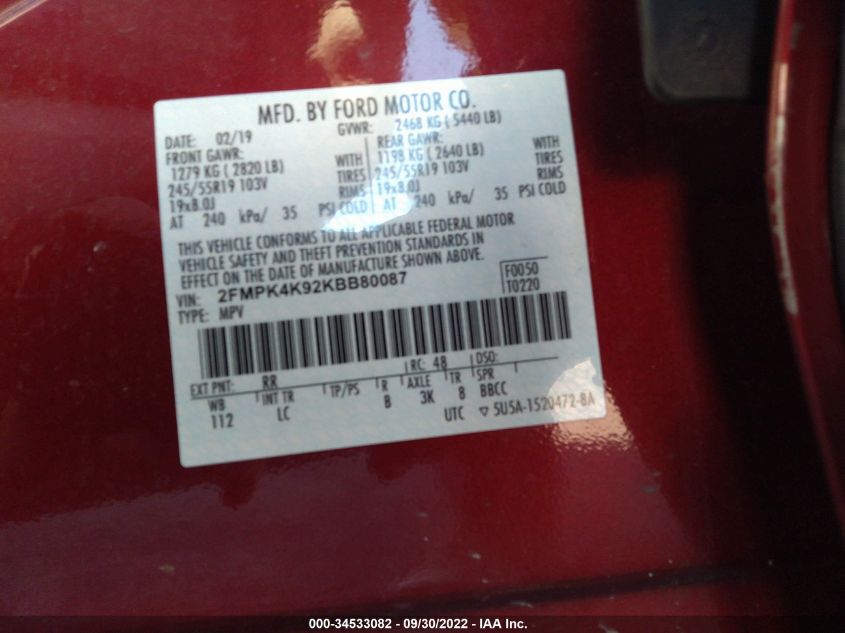 MFD. BY FORD MOTOR CO.
DATE: 02/19 GVWR: 2468 KG (5440 LB)
FRONT GAWR: REAR GAWR:
1279 KG (2820 LB) WITH 1198 KG (2640 LB) WITH
245/55R19 103V TIRES 245/55R19 103V TIRES
19x8.0J RIMS 19x8.0J RIMS
AT 240 kPa/ 35 PSI COLD AT 240 kPa/ 35 PSI COLD
THIS VEHICLE CONFORMS TO ALL APPLICABLE FEDERAL MOTOR
VEHICLE SAFETY AND THEFT PREVENTION STANDARDS IN
EFFECT ON THE DATE OF MANUFACTURE SHOWN ABOVE.
VIN: 2FMPK4K92KBB80087 F0050
TYPE: MPV T0220
EXT PNT: RR RC: 48 DSO:
WB INT TR TP/PS R AXLE TR SPR
112 LC B 3K 8 BBCC
UTC ▽ 5U5A-1520472-BA
000-34533082 - 09/30/2022 - IAA Inc.